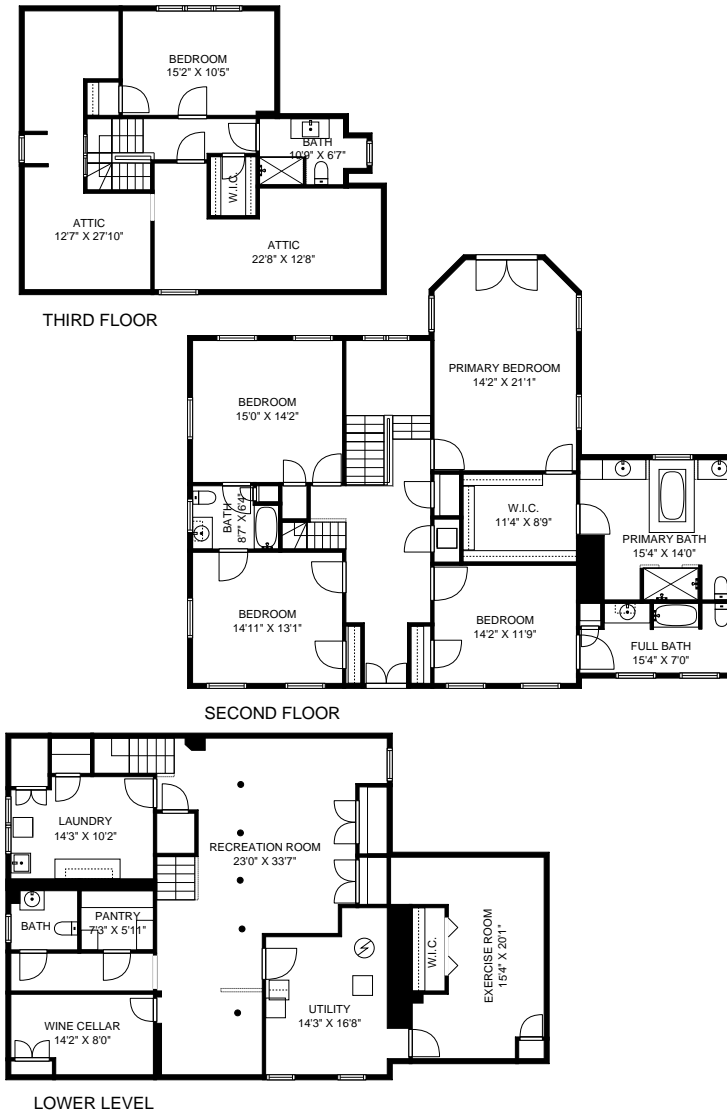 BEDROOM
15'2" X 10'5"
BATH
10'9" X 6'7"
W.I.C.
ATTIC
12'7" X 27'10"
ATTIC
22'8" X 12'8"
THIRD FLOOR
PRIMARY BEDROOM
14'2" X 21'1"
BEDROOM
15'0" X 14'2"
BATH
8'7" X 6'4"
W.I.C.
11'4" X 8'9"
PRIMARY BATH
15'4" X 14'0"
BEDROOM
14'11" X 13'1"
BEDROOM
14'2" X 11'9"
FULL BATH
15'4" X 7'0"
SECOND FLOOR
LAUNDRY
14'3" X 10'2"
RECREATION ROOM
23'0" X 33'7"
BATH
PANTRY
7'3" X 5'11"
W.I.C.
EXERCISE ROOM
15'4" X 20'1"
UTILITY
14'3" X 16'8"
WINE CELLAR
14'2" X 8'0"
LOWER LEVEL